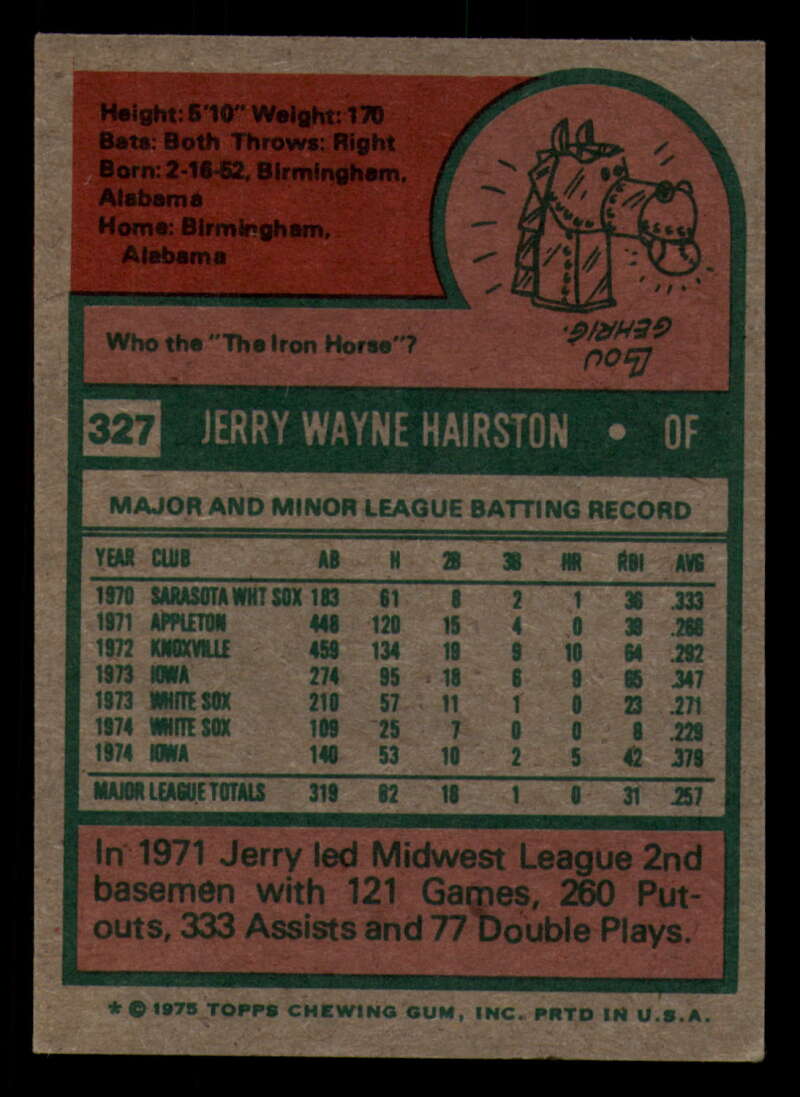 Height: 5'10" Weight: 170
Bats: Both Throws: Right
Born: 2-16-52, Birmingham,
Alabama
Home: Birmingham,
Alabama
Who the "The Iron Horse"?
LOU
GEHRIG.
327 JERRY WAYNE HAIRSTON • OF
MAJOR AND MINOR LEAGUE BATTING RECORD
YEAR CLUB AB H 2B 3B HR RBI AVG
1970 SARASOTA WHT SOX 183 61 8 2 1 36 .333
1971 APPLETON 448 120 15 4 0 39 .268
1972 KNOXVILLE 459 134 19 9 10 64 .292
1973 IOWA 274 95 18 6 9 65 .347
1973 WHITE SOX 210 57 11 1 0 23 .271
1974 WHITE SOX 109 25 7 0 0 8 .229
1974 IOWA 140 53 10 2 5 42 .379
MAJOR LEAGUE TOTALS 319 82 18 1 0 31 .257
In 1971 Jerry led Midwest League 2nd
basemen with 121 Games, 260 Put-
outs, 333 Assists and 77 Double Plays.
* © 1975 TOPPS CHEWING GUM, INC. PRTD IN U.S.A.